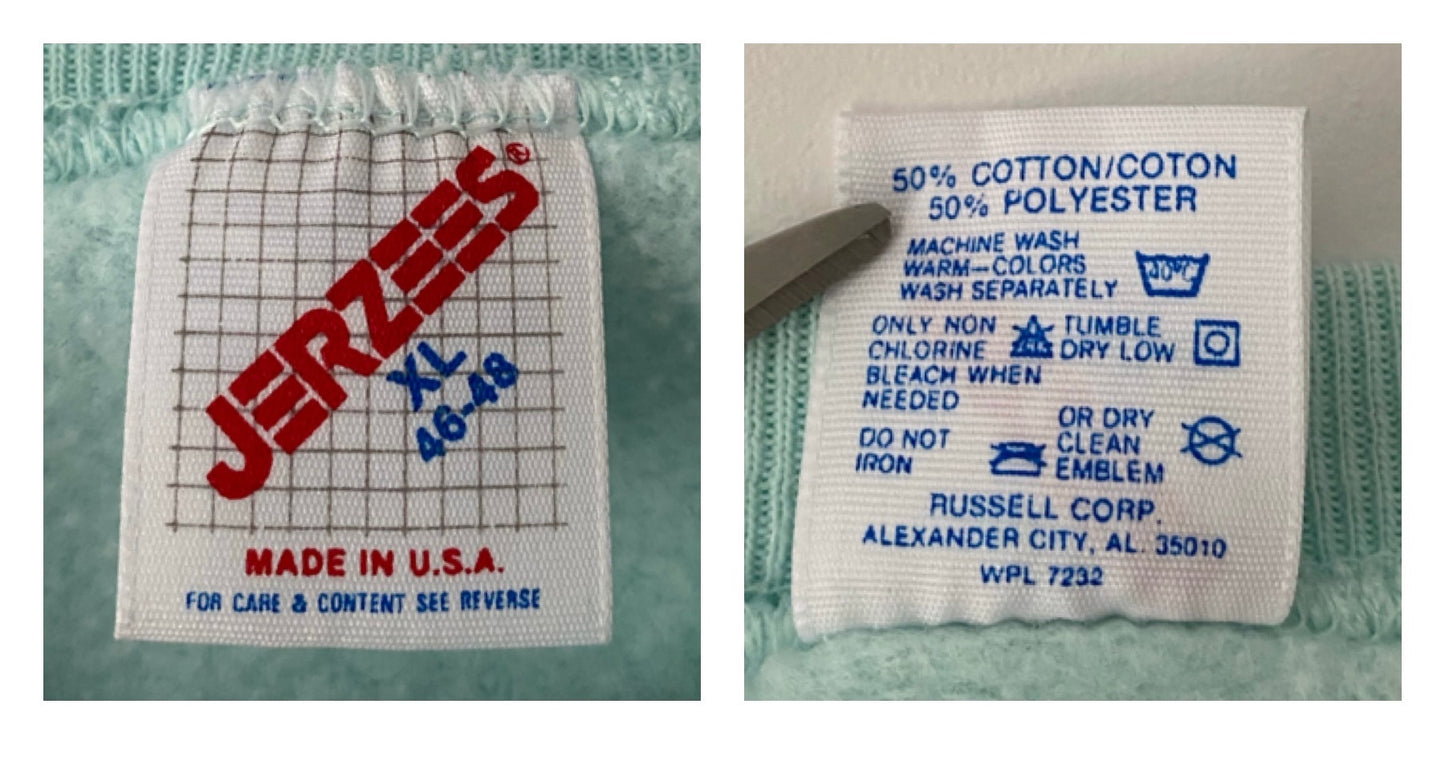 JERZES®
XL
46-48
MADE IN U.S.A.
FOR CARE & CONTENT SEE REVERSE
50% COTTON/COTON
50% POLYESTER
MACHINE WASH
WARM-COLORS
WASH SEPARATELY
40°C
ONLY NON
CHLORINE
BLEACH WHEN
NEEDED
TUMBLE
DRY LOW
DO NOT
IRON
OR DRY
CLEAN
EMBLEM
RUSSELL CORP.
ALEXANDER CITY, AL. 35010
WPL 7232